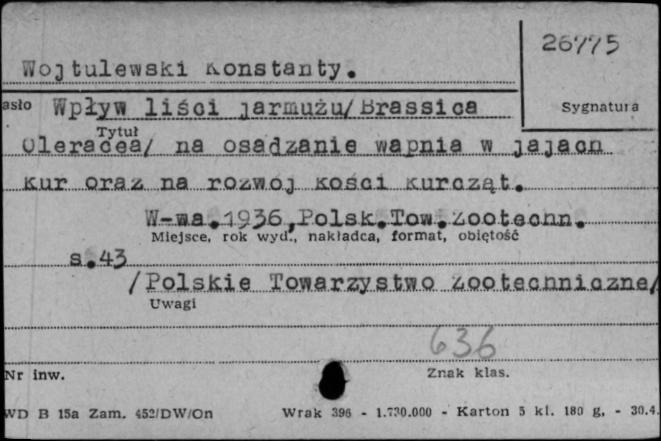 26775
Wojtulewski Konstanty.
asło Wpływ liści jarmużu/Brassica
Sygnatura
Tytuł
Oleracea/ na osadzanie wapnia w jajach
kur oraz na rozwój kości kurcząt.
W-wa.1936,Polsk.Tow.Zootechn.
Miejsce, rok wyd., nakładca, format, objętość
s.43
/Polskie Towarzystwo Zootechniczne/
Uwagi
636
Nr inw.
Znak klas.
WD B 15a Zam. 452/DW/On Wrak 396 - 1.730.000 - Karton 5 kl. 180 g, - 30.4.